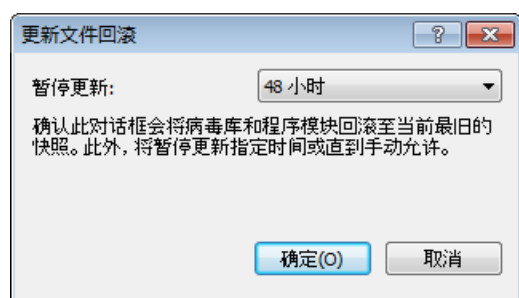 更新文件回滚
暂停更新:
48 小时
确认此对话框会将病毒库和程序模块回滚至当前最旧的
快照。此外，将暂停更新指定时间或直到手动允许。
确定(O)
取消